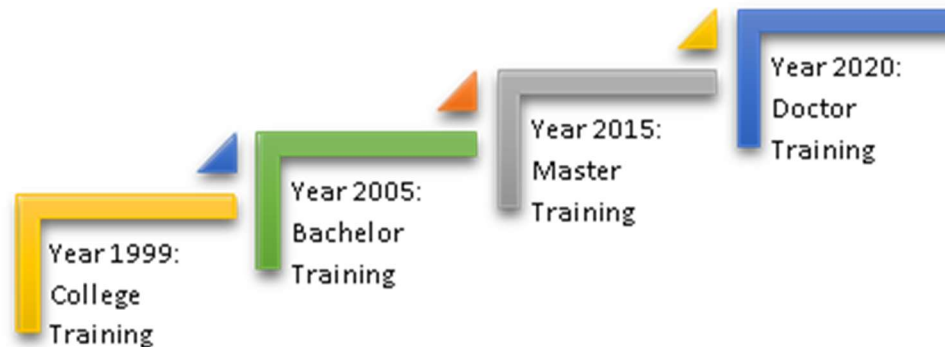 Year 1999:
College
Training
Year 2005:
Bachelor
Training
Year 2015:
Master
Training
Year 2020:
Doctor
Training